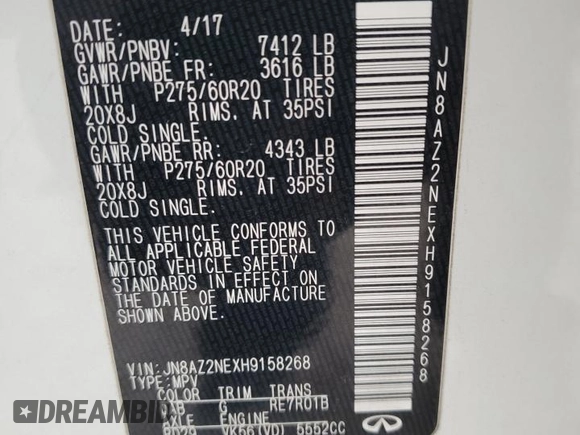 DATE: 4/17
GVWR/PNBV: 7412 LB
GAWR/PNBE FR: 3616 LB
WITH P275/60R20 TIRES
20X8J RIMS. AT 35PSI
COLD SINGLE.
GAWR/PNBE RR: 4343 LB
WITH P275/60R20 TIRES
20X8J RIMS. AT 35PSI
COLD SINGLE.
THIS VEHICLE CONFORMS TO
ALL APPLICABLE FEDERAL
MOTOR VEHICLE SAFETY
STANDARDS IN EFFECT ON
THE DATE OF MANUFACTURE
SHOWN ABOVE.
VIN: JN8AZ2NEXH9158268
TYPE: MPV
COLOR TRIM TRANS
G RE7R01B
AXLE ENGINE
VK56(VD) 5552CC
JN8AZ2NEXH9158268
EPICVIN.COM